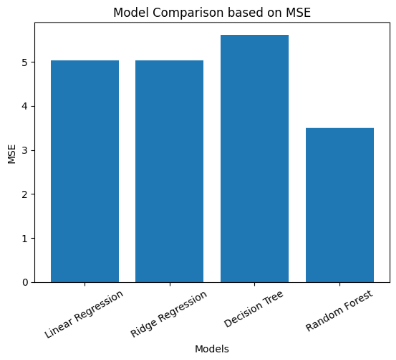 Model Comparison based on MSE
MSE
5
4
3
2
1
0
Linear Regression
Ridge Regression
Decision Tree
Random Forest
Models